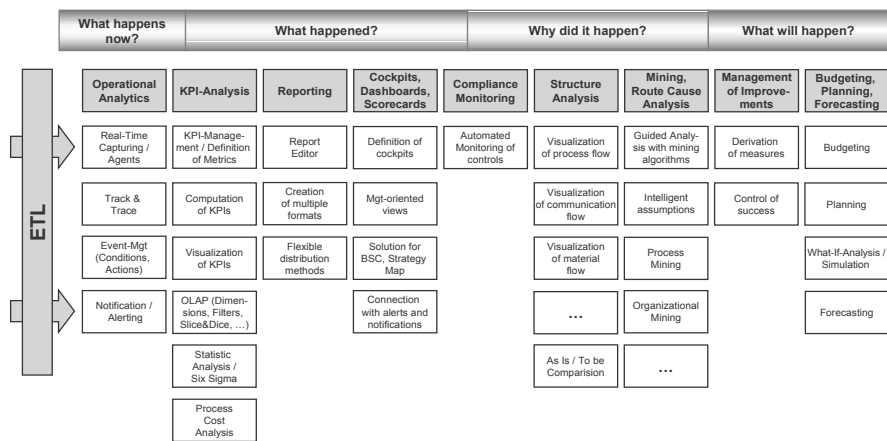 What happens
now?
What happened?
Why did it happen?
What will happen?
ETL
Operational
Analytics
KPI-Analysis
Reporting
Cockpits,
Dashboards,
Scorecards
Compliance
Monitoring
Structure
Analysis
Mining,
Route Cause
Analysis
Management
of Improve-
ments
Budgeting,
Planning,
Forecasting
Real-Time
Capturing /
Agents
KPI-Manage-
ment / Definition
of Metrics
Report
Editor
Definition of
cockpits
Automated
Monitoring of
controls
Visualization
of process flow
Guided Analy-
sis with mining
algorithms
Derivation
of measures
Budgeting
Track &
Trace
Computation
of KPIs
Creation
of multiple
formats
Mgt-oriented
views
Visualization
of communication
flow
Intelligent
assumptions
Control of
success
Planning
Event-Mgt
(Conditions,
Actions)
Visualization
of KPIs
Flexible
distribution
methods
Solution for
BSC, Strategy
Map
Visualization
of material
flow
Process
Mining
What-If-Analysis /
Simulation
Notification /
Alerting
OLAP (Dimen-
sions, Filters,
Slice&Dice, …)
Connection
with alerts and
notifications
…
Organizational
Mining
Forecasting
Statistic
Analysis /
Six Sigma
As Is / To be
Comparision
…
Process
Cost
Analysis